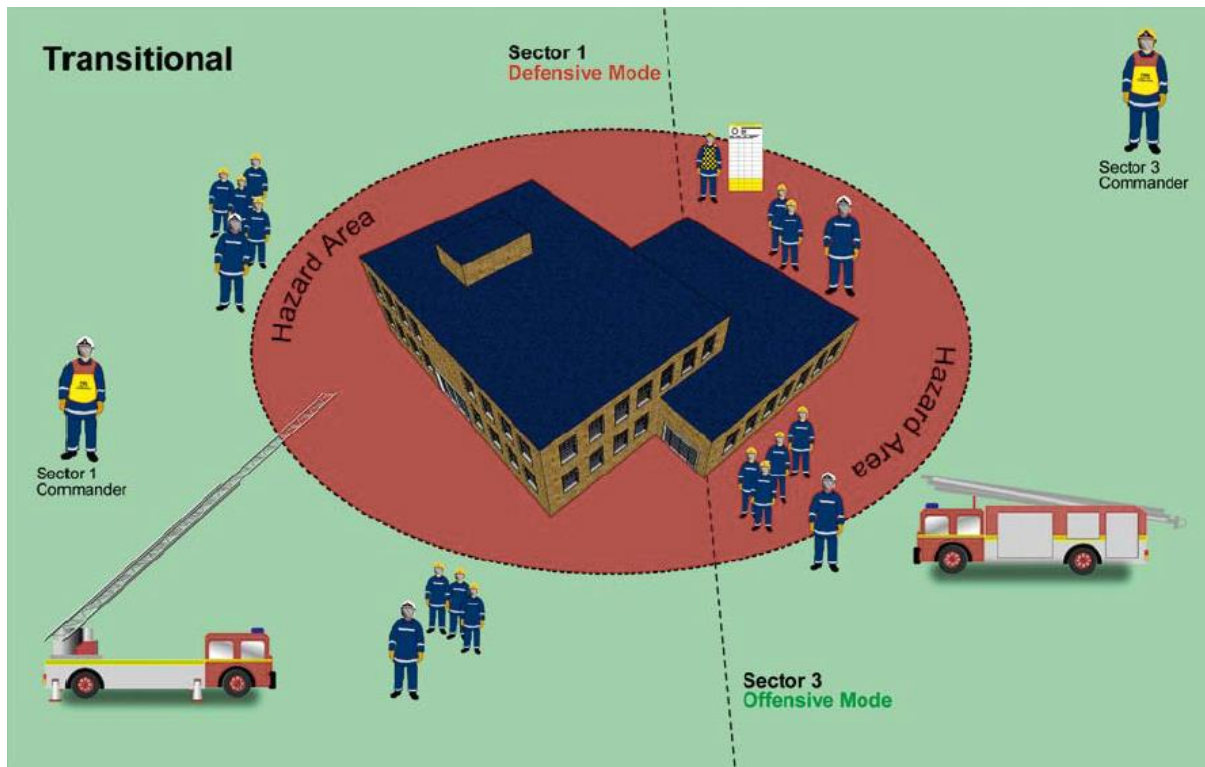 Transitional
Sector 1
Defensive Mode
Sector 3
Commander
Hazard Area
Hazard Area
Sector 1
Commander
Sector 3
Offensive Mode